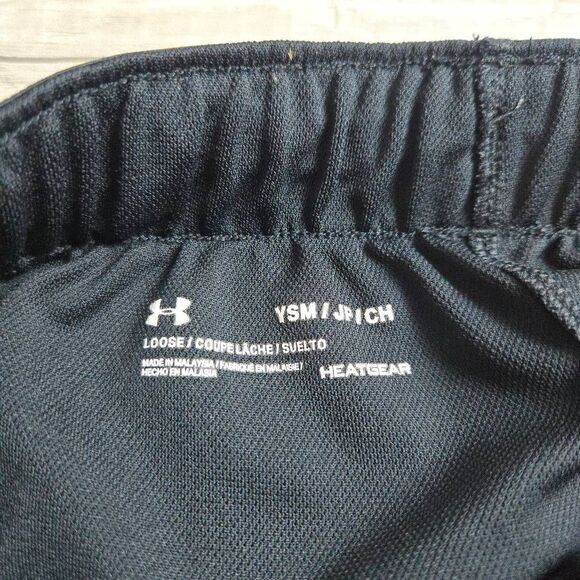 YSM / JP / CH
LOOSE / COUPE LÂCHE / SUELTO
MADE IN MALAYSIA / FABRIQUÉ EN MALAISIE /
HECHO EN MALASIA
HEATGEAR